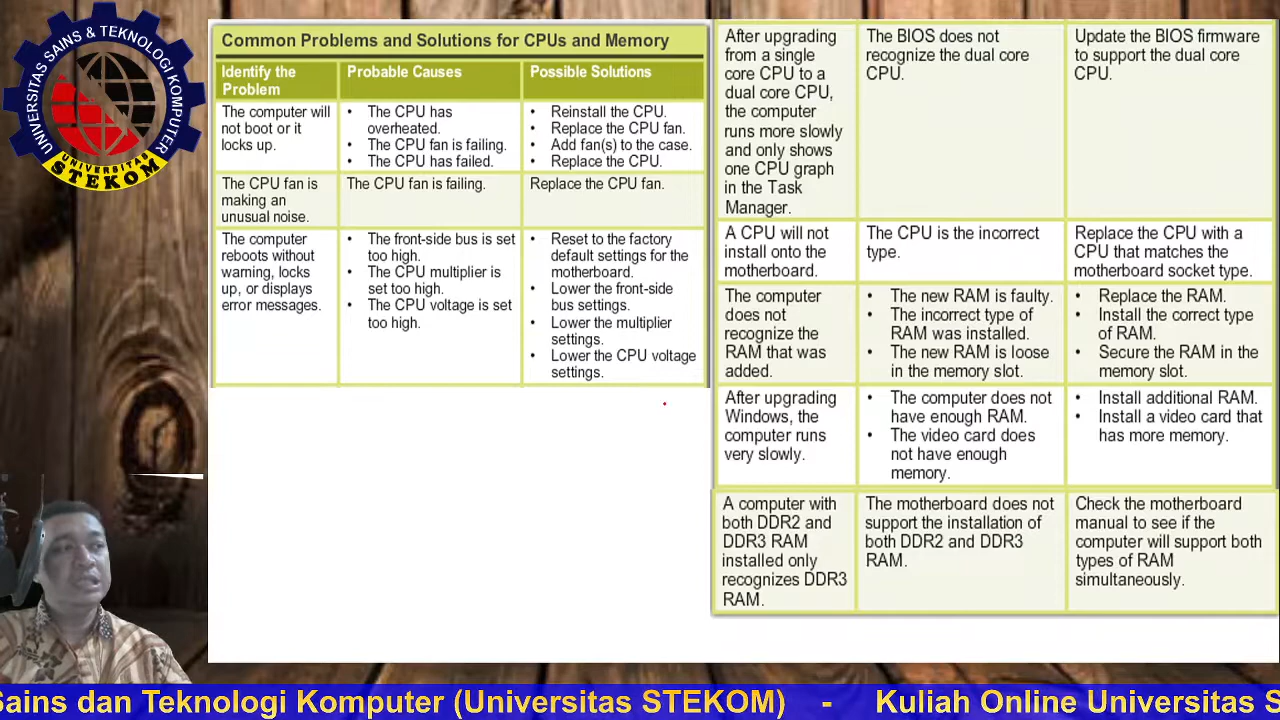 UNIVERSITAS SAINS & TEKNOLOGI KOMPUTER
UNIVERSITAS
STEKOM
Common Problems and Solutions for CPUs and Memory
Identify the
Problem
Probable Causes
Possible Solutions
The computer will
not boot or it
locks up.
• The CPU has
overheated.
• The CPU fan is failing.
• The CPU has failed.
• Reinstall the CPU.
• Replace the CPU fan.
• Add fan(s) to the case.
• Replace the CPU.
The CPU fan is
making an
unusual noise.
The CPU fan is failing.
Replace the CPU fan.
The computer
reboots without
warning, locks
up, or displays
error messages.
• The front-side bus is set
too high.
• The CPU multiplier is
set too high.
• The CPU voltage is set
too high.
• Reset to the factory
default settings for the
motherboard.
• Lower the front-side
bus settings.
• Lower the multiplier
settings.
• Lower the CPU voltage
settings.
After upgrading
from a single
core CPU to a
dual core CPU,
the computer
runs more slowly
and only shows
one CPU graph
in the Task
Manager.
The BIOS does not
recognize the dual core
CPU.
Update the BIOS firmware
to support the dual core
CPU.
A CPU will not
install onto the
motherboard.
The CPU is the incorrect
type.
Replace the CPU with a
CPU that matches the
motherboard socket type.
The computer
does not
recognize the
RAM that was
added.
• The new RAM is faulty.
• The incorrect type of
RAM was installed.
• The new RAM is loose
in the memory slot.
• Replace the RAM.
• Install the correct type
of RAM.
• Secure the RAM in the
memory slot.
After upgrading
Windows, the
computer runs
very slowly.
• The computer does not
have enough RAM.
• The video card does
not have enough
memory.
• Install additional RAM.
• Install a video card that
has more memory.
A computer with
both DDR2 and
DDR3 RAM
installed only
recognizes DDR3
RAM.
The motherboard does not
support the installation of
both DDR2 and DDR3
RAM.
Check the motherboard
manual to see if the
computer will support both
types of RAM
simultaneously.
Sains dan Teknologi Komputer (Universitas STEKOM) - Kuliah Online Universitas S